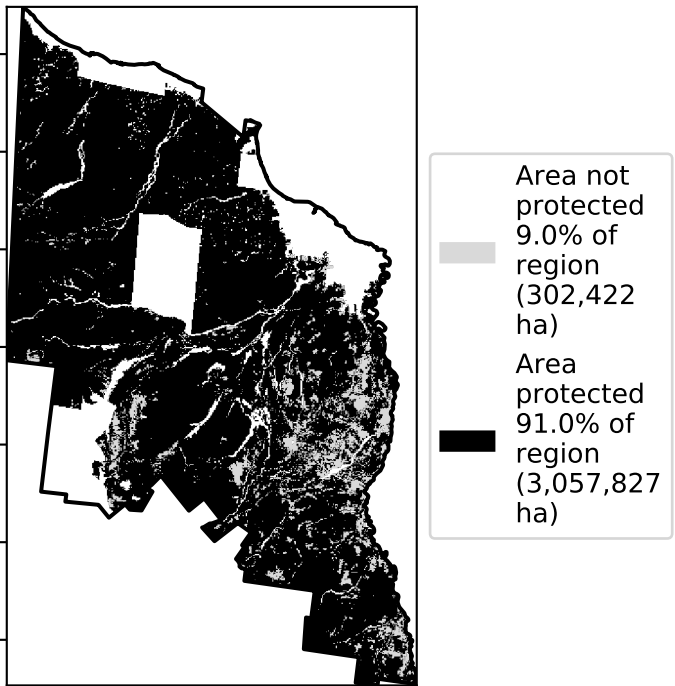 Area not
protected
9.0% of
region
(302,422
ha)
Area
protected
91.0% of
region
(3,057,827
ha)